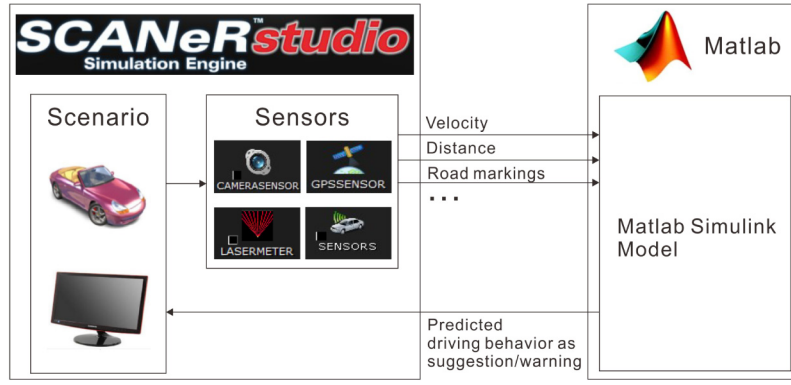 SCANeR™studio
Simulation Engine
Matlab
Scenario
Sensors
CAMERASENSOR
GPSSENSOR
LASERMETER
SENSORS
Velocity
Distance
Road markings
...
Matlab Simulink
Model
Predicted
driving behavior as
suggestion/warning